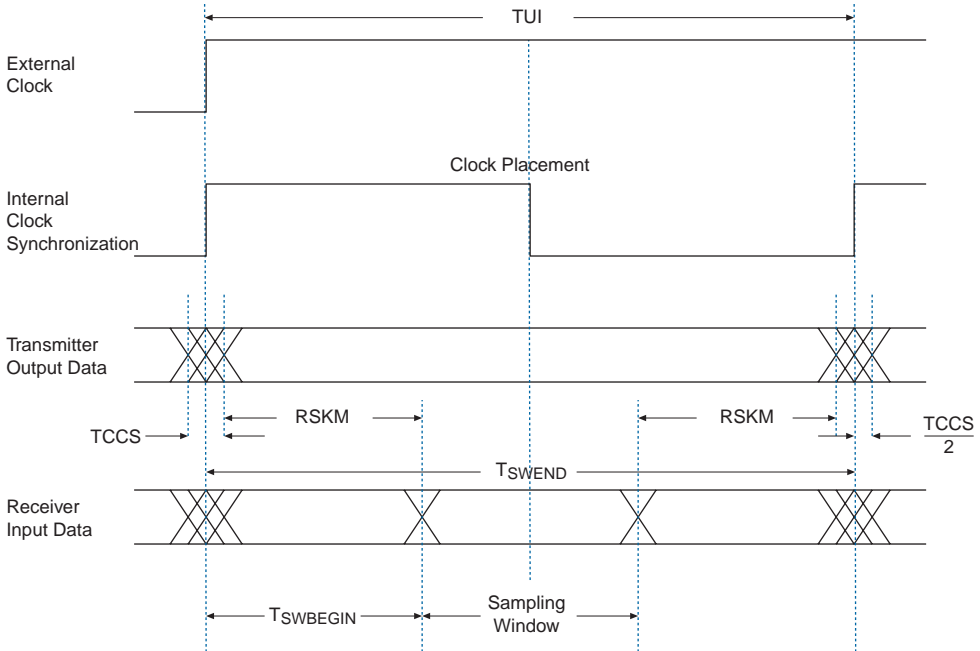 TUI
External
Clock
Clock Placement
Internal
Clock
Synchronization
Transmitter
Output Data
RSKM
RSKM
TCCS
TCCS
2
TSWEND
Receiver
Input Data
TSWBEGIN
Sampling
Window